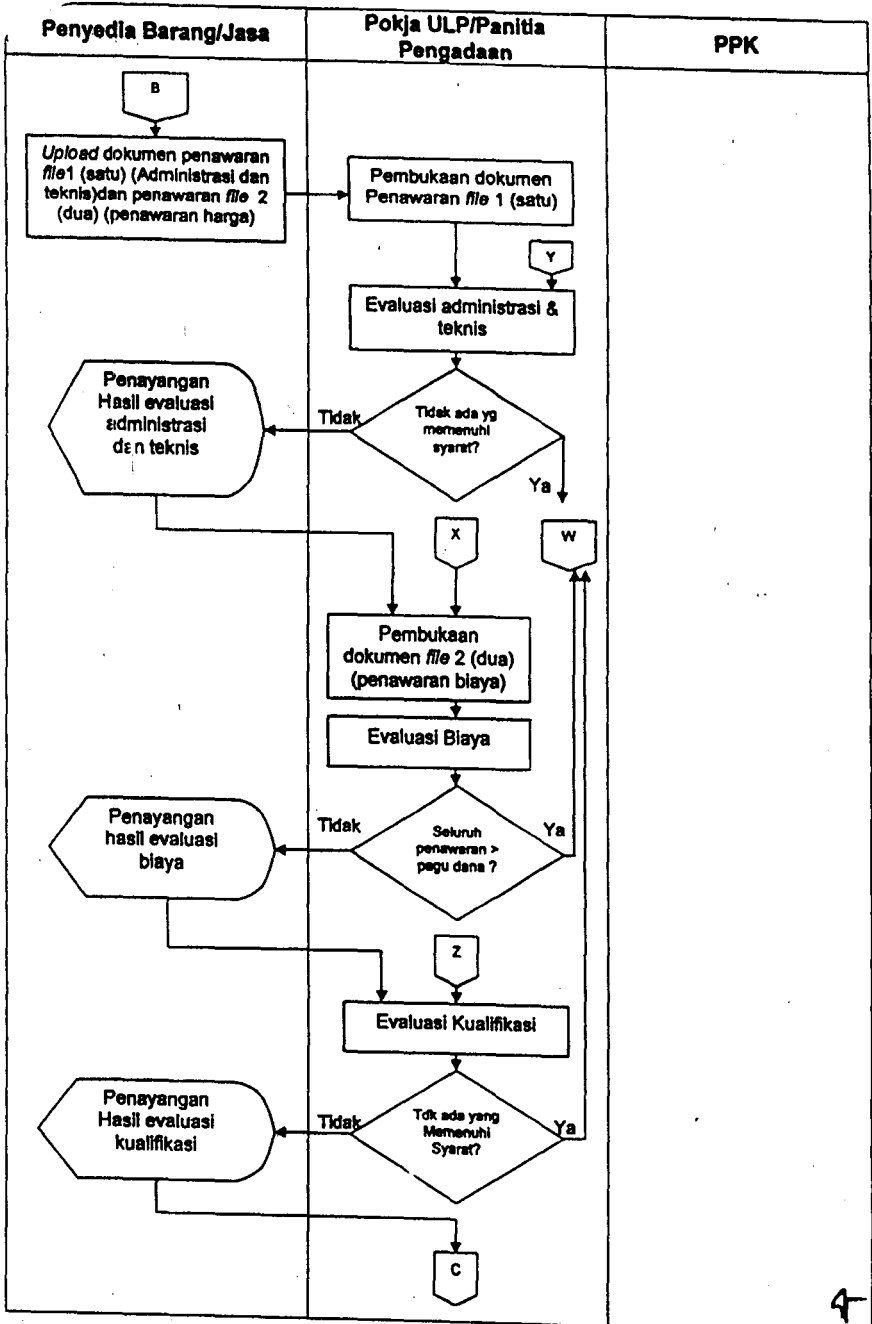 Penyedia Barang/Jasa
Pokja ULP/Panitia
Pengadaan
PPK
B
Upload dokumen penawaran
file1 (satu) (Administrasi dan
teknis)dan penawaran file 2
(dua) (penawaran harga)
Pembukaan dokumen
Penawaran file 1 (satu)
Y
Evaluasi administrasi &
teknis
Penayangan
Hasil evaluasi
administrasi
dan teknis
Tidak
Tidak ada yg
memenuhi
syarat?
Ya
X
W
Pembukaan
dokumen file 2 (dua)
(penawaran biaya)
Evaluasi Biaya
Penayangan
hasil evaluasi
biaya
Tidak
Seluruh
penawaran >
pagu dana ?
Ya
Z
Evaluasi Kualifikasi
Penayangan
Hasil evaluasi
kualifikasi
Tidak
Tdk ada yang
Memenuhi
Syarat?
Ya
C